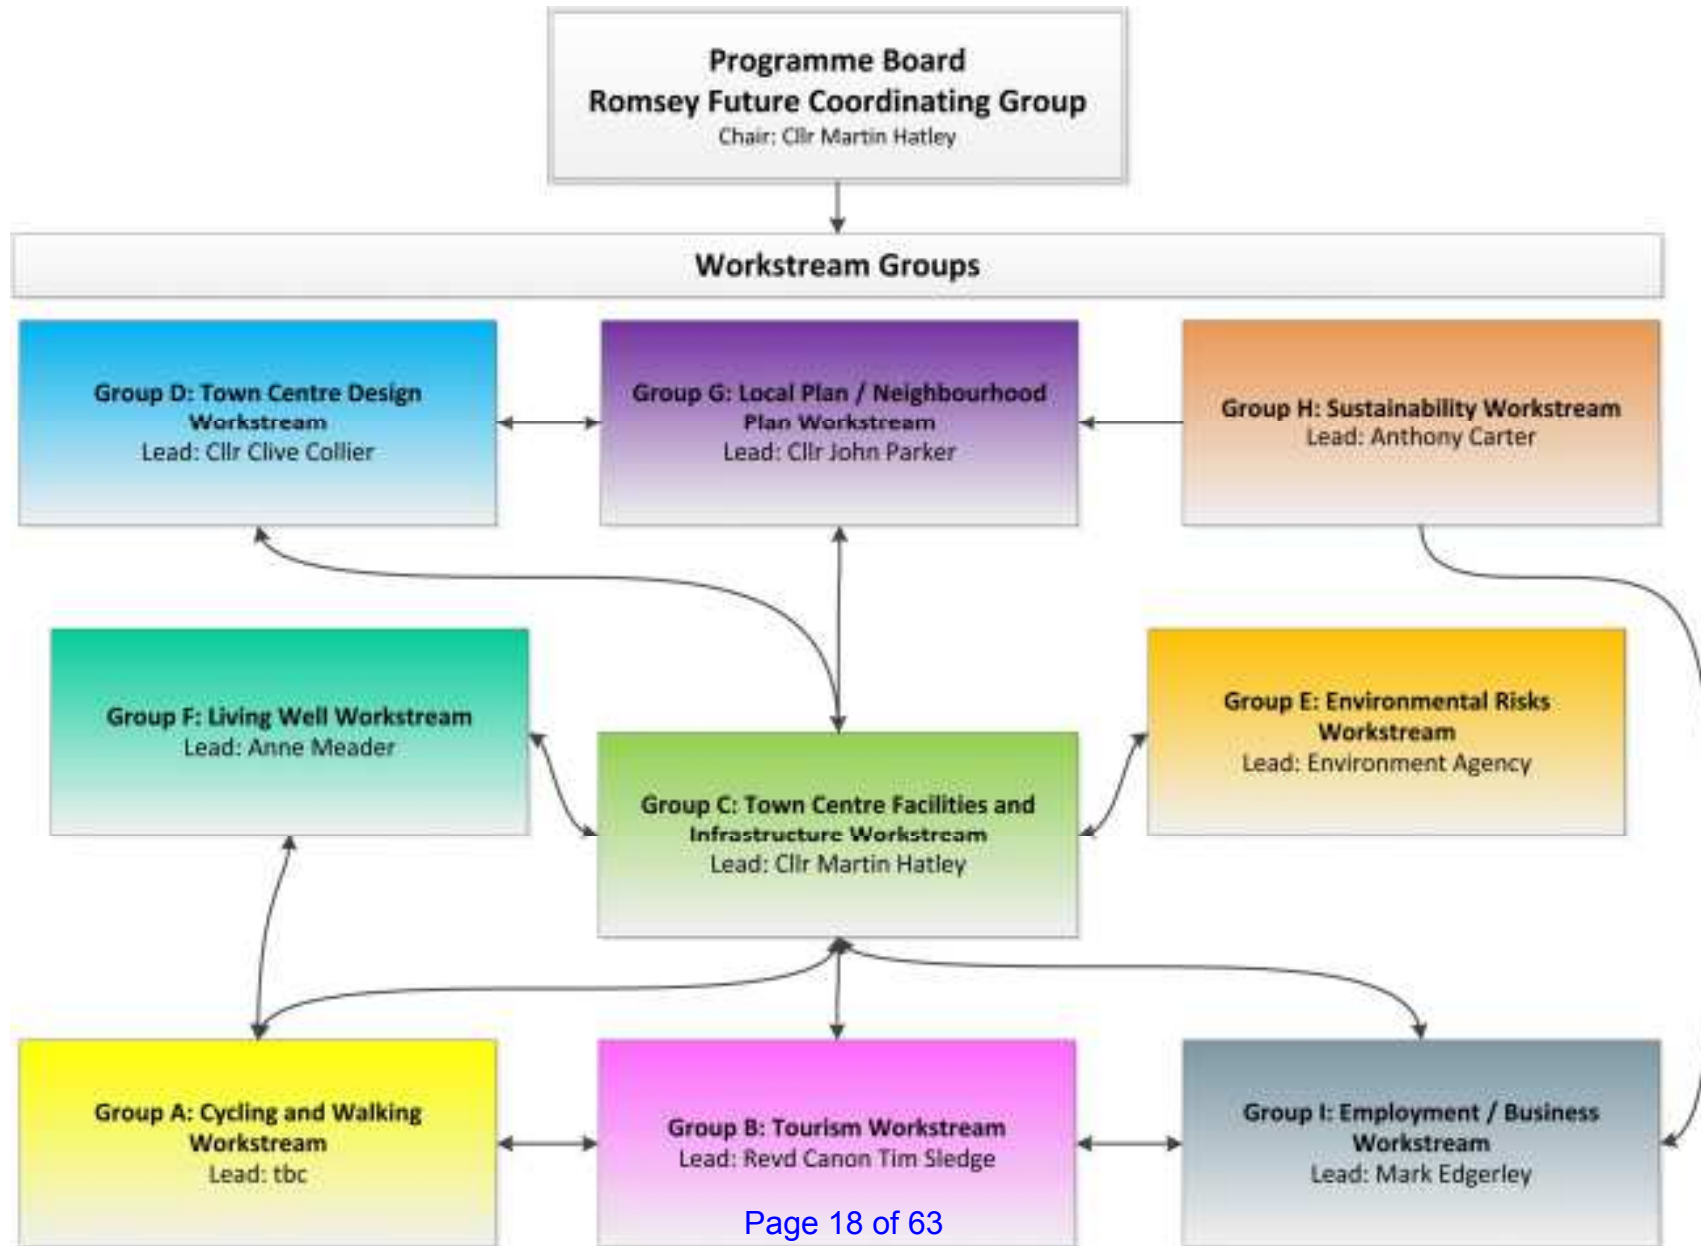 Programme Board
Romsey Future Coordinating Group
Chair: Cllr Martin Hatley
Workstream Groups
Group D: Town Centre Design
Workstream
Lead: Cllr Clive Collier
Group G: Local Plan / Neighbourhood
Plan Workstream
Lead: Cllr John Parker
Group H: Sustainability Workstream
Lead: Anthony Carter
Group F: Living Well Workstream
Lead: Anne Meader
Group E: Environmental Risks
Workstream
Lead: Environment Agency
Group C: Town Centre Facilities and
Infrastructure Workstream
Lead: Cllr Martin Hatley
Group A: Cycling and Walking
Workstream
Lead: tbc
Group B: Tourism Workstream
Lead: Revd Canon Tim Sledge
Group I: Employment / Business
Workstream
Lead: Mark Edgerley
Page 18 of 63